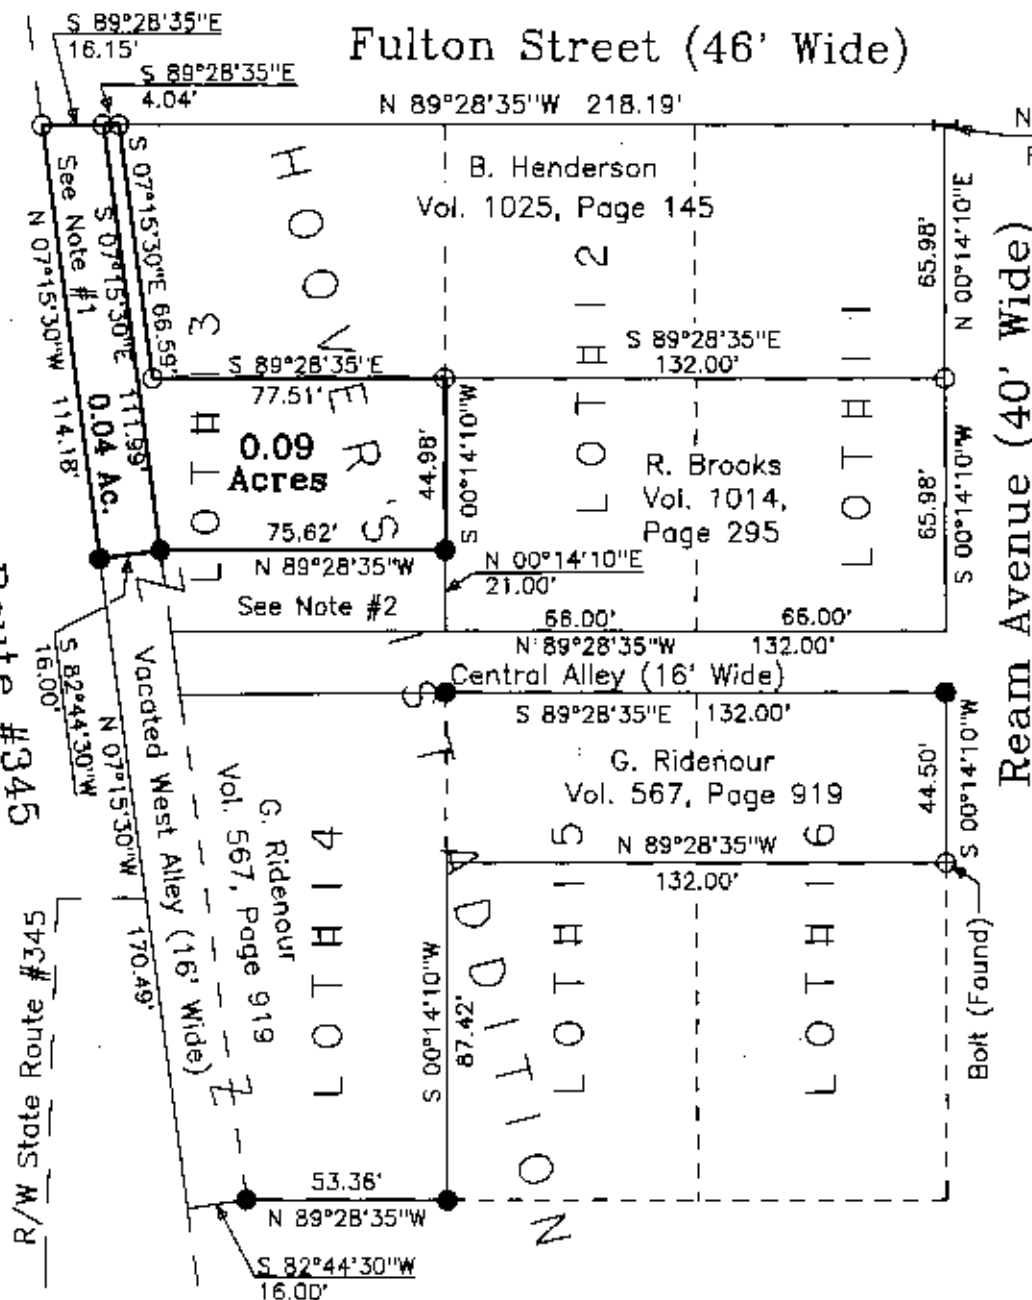 S 89°28'35"E
16.15'
Fulton Street (46' Wide)
S 89°28'35"E
4.04'
N 89°28'35"W 218.19'
N
B. Henderson
Vol. 1025, Page 145
HOOVER'S 1ST ADDITION
See Note #1
N 07°15'30"W 114.18'
S 07°15'30"E 111.99'
S 07°15'30"E 66.59'
0.04 Ac.
65.98'
N 00°14'10"E
Ream Avenue (40' Wide)
S 89°28'35"E
77.51'
S 89°28'35"E
132.00'
LOT# 13
LOT# 12
LOT# 11
0.09
Acres
44.98'
S 00°14'10"W
R. Brooks
Vol. 1014,
Page 295
65.98'
S 00°14'10"W
75.62'
N 89°28'35"W
See Note #2
N 00°14'10"E
21.00'
66.00' 66.00'
N 89°28'35"W 132.00'
Central Alley (16' Wide)
S 89°28'35"E 132.00'
S 82°44'30"W
16.00'
Route #345
N 07°15'30"W 170.49'
Vacated West Alley (16' Wide)
G. Ridenour
Vol. 567, Page 919
G. Ridenour
Vol. 567, Page 919
44.50'
S 00°14'10"W
N 89°28'35"W
132.00'
LOT# 14
LOT# 15
LOT# 16
S 00°14'10"W
87.42'
Bolt (Found)
R/W State Route #345
53.36'
N 89°28'35"W
S 82°44'30"W
16.00'